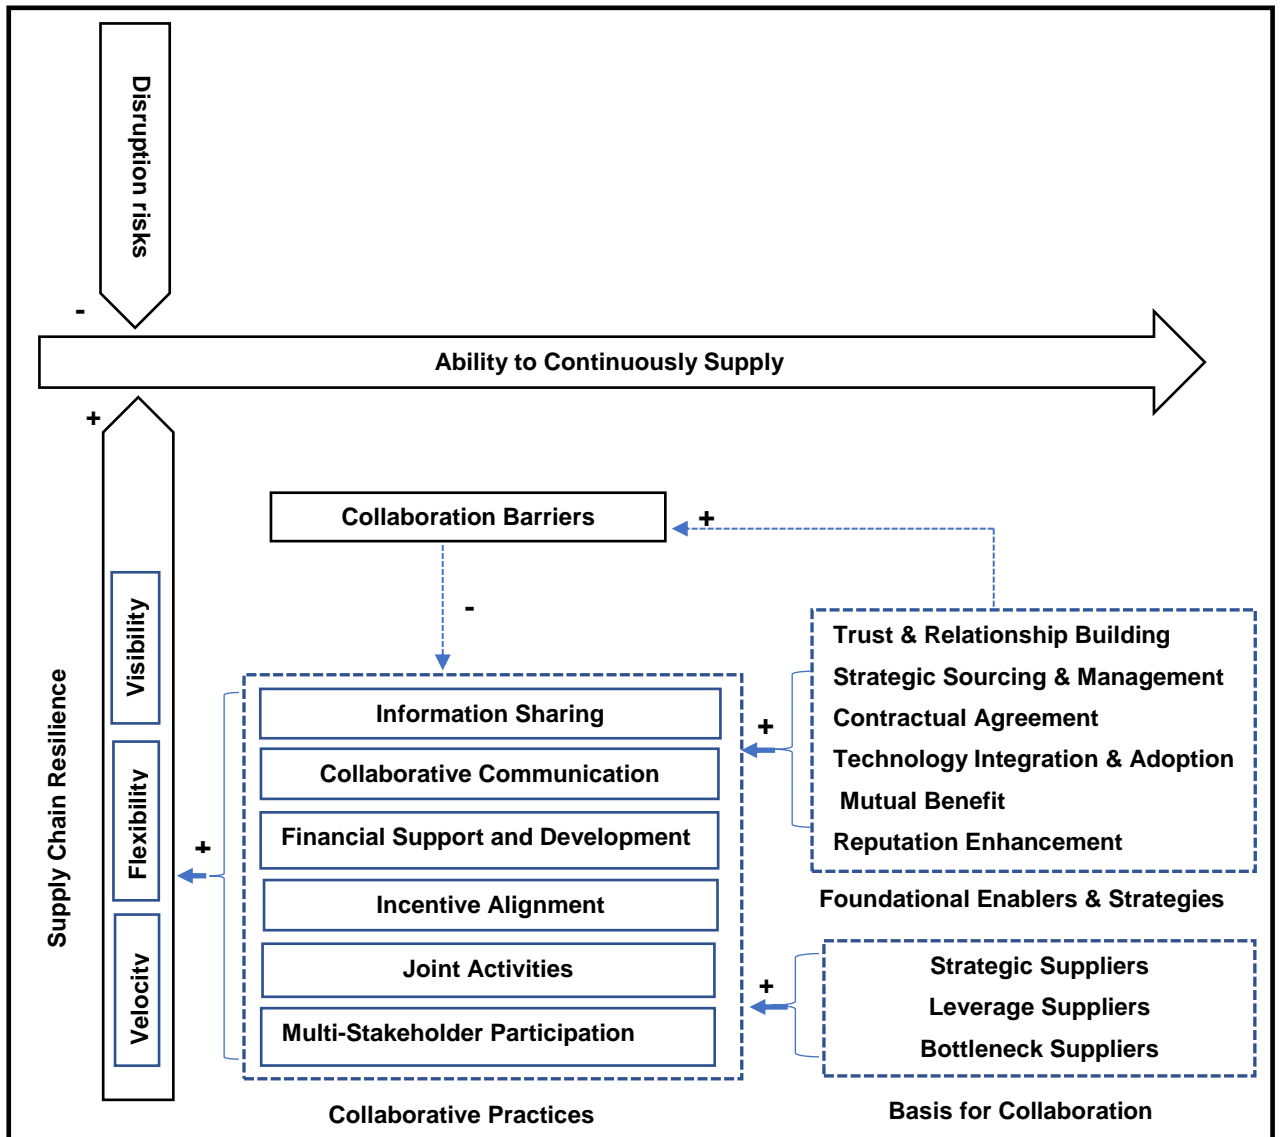 Disruption risks
-
Ability to Continuously Supply
+
Collaboration Barriers
+
-
Supply Chain Resilience
Visibility
Flexibility
Velocity
+
Information Sharing
Collaborative Communication
Financial Support and Development
Incentive Alignment
Joint Activities
Multi-Stakeholder Participation
Collaborative Practices
+
Trust & Relationship Building
Strategic Sourcing & Management
Contractual Agreement
Technology Integration & Adoption
Mutual Benefit
Reputation Enhancement
Foundational Enablers & Strategies
+
Strategic Suppliers
Leverage Suppliers
Bottleneck Suppliers
Basis for Collaboration